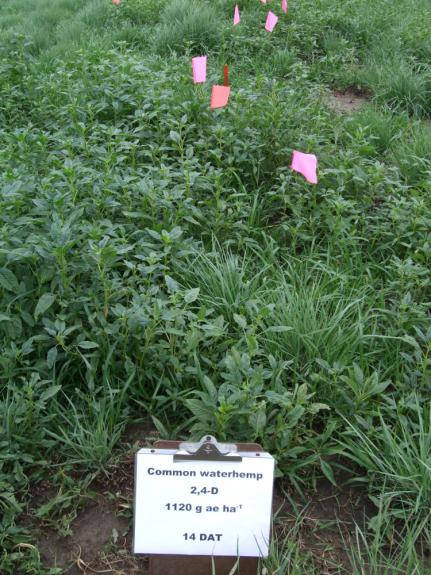 Common waterhemp
2,4-D
1120 g ae ha⁻¹
14 DAT